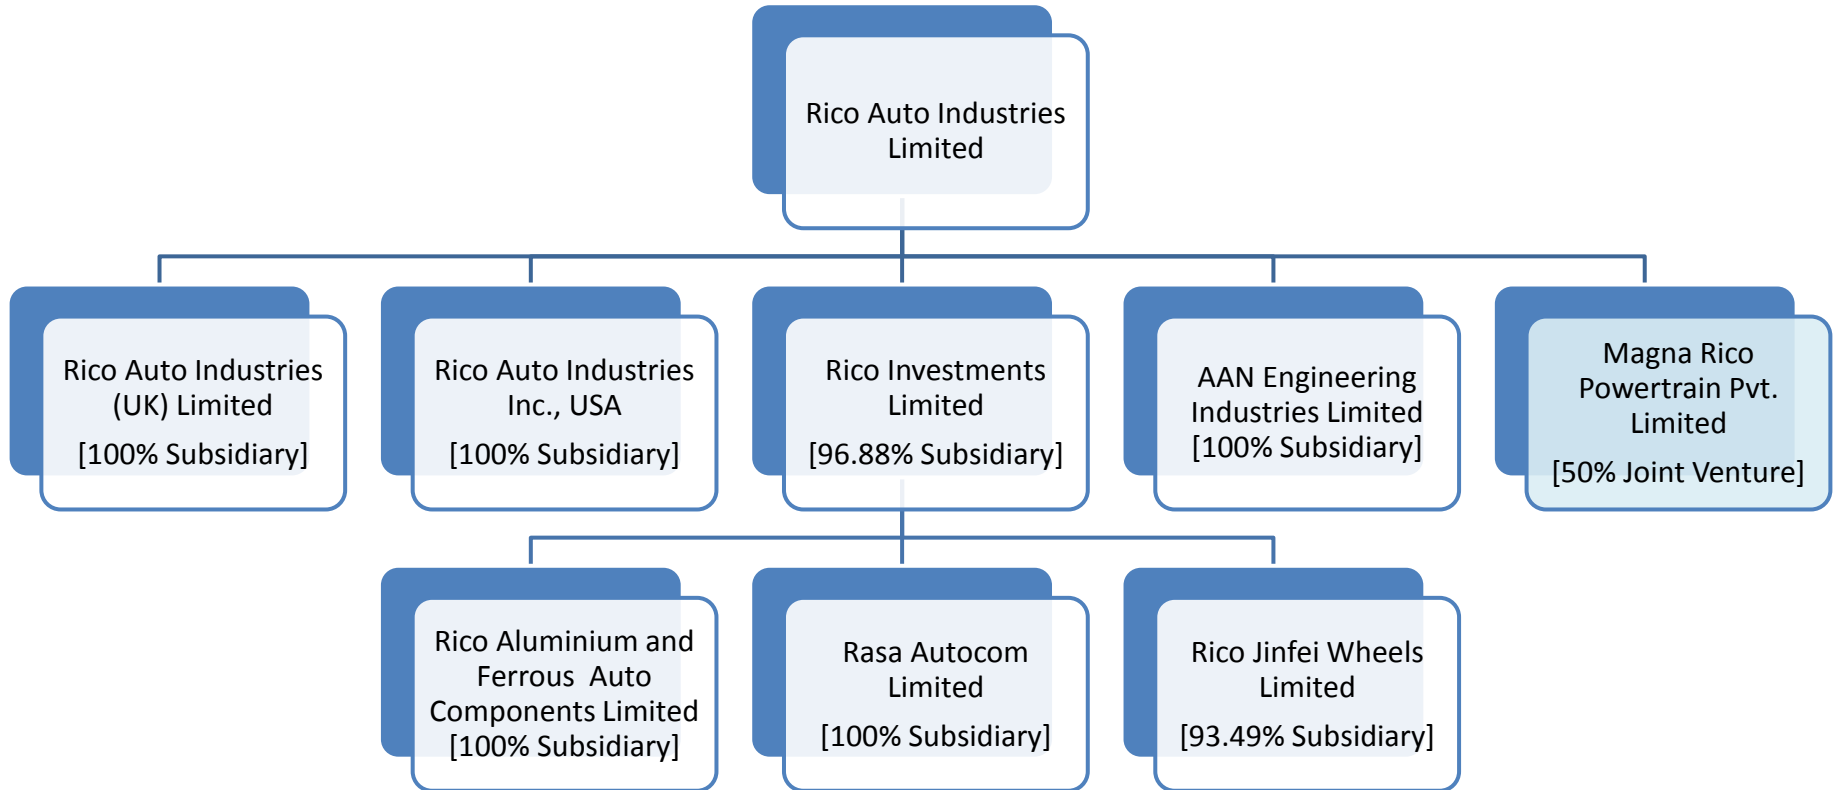 Rico Auto Industries
Limited
Rico Auto Industries
(UK) Limited
[100% Subsidiary]
Rico Auto Industries
Inc., USA
[100% Subsidiary]
Rico Investments
Limited
[96.88% Subsidiary]
AAN Engineering
Industries Limited
[100% Subsidiary]
Magna Rico
Powertrain Pvt.
Limited
[50% Joint Venture]
Rico Aluminium and
Ferrous Auto
Components Limited
[100% Subsidiary]
Rasa Autocom
Limited
[100% Subsidiary]
Rico Jinfei Wheels
Limited
[93.49% Subsidiary]